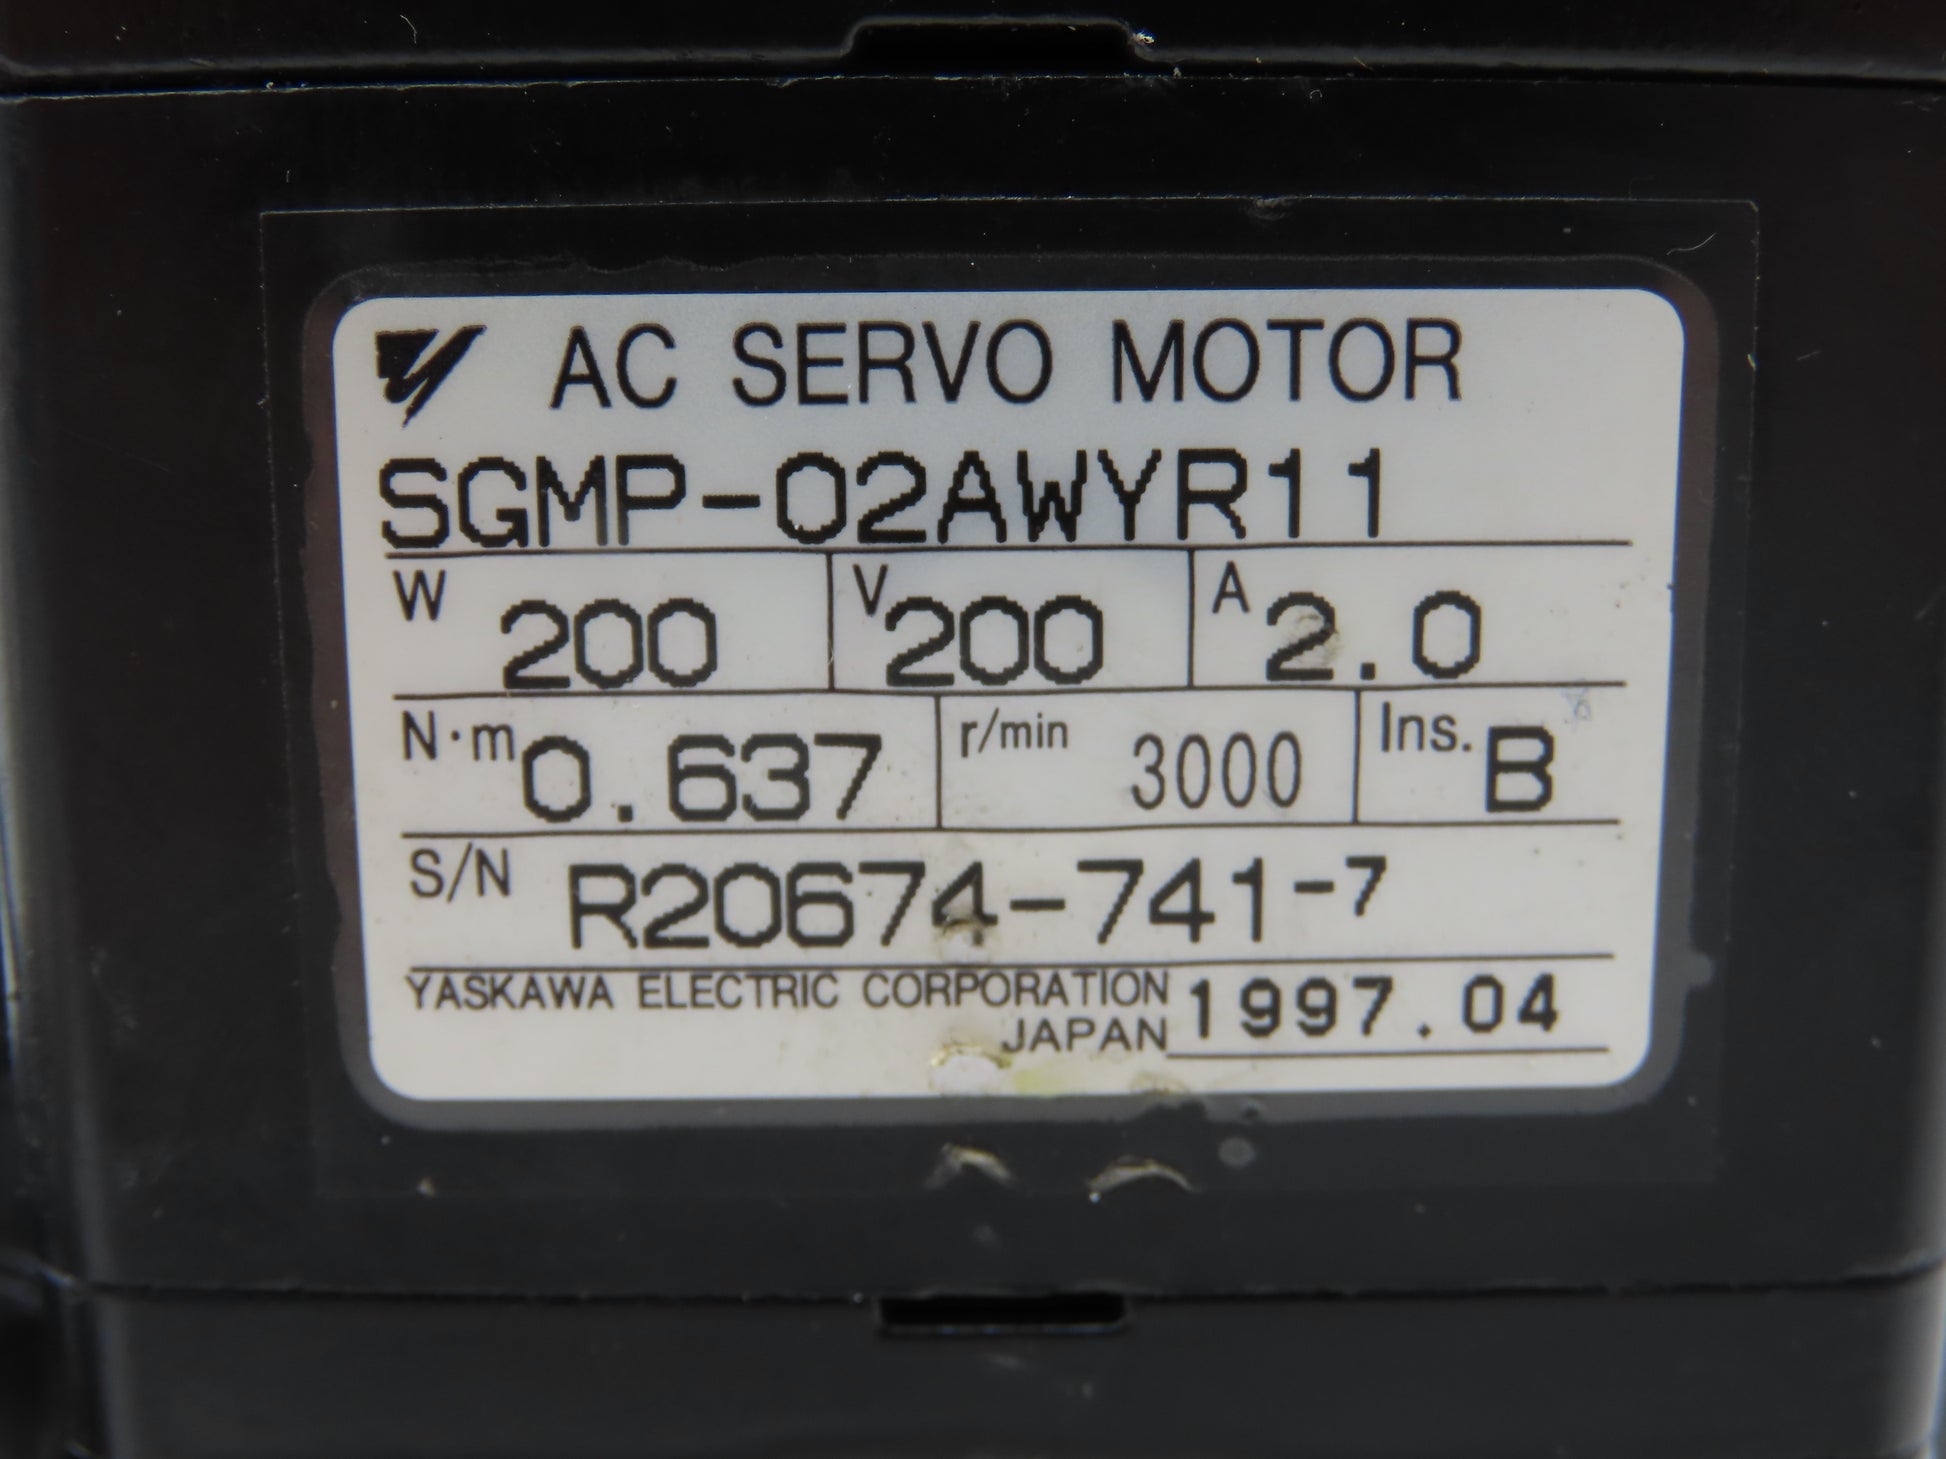 AC SERVO MOTOR
SGMP-02AWYR11
W 200 V 200 A 2.0
N·m 0.637 r/min 3000 Ins. B
S/N R20674-741-7
YASKAWA ELECTRIC CORPORATION 1997.04
JAPAN